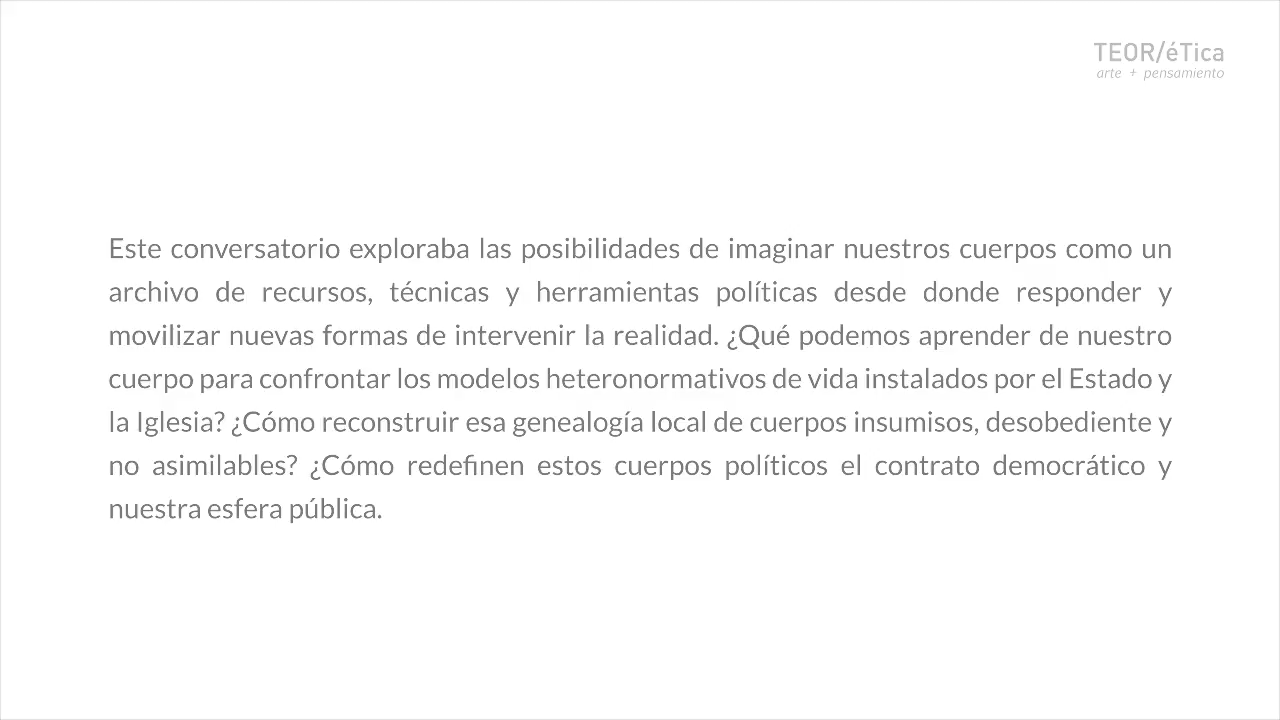 TEOR/éTica
arte + pensamiento
Este conversatorio exploraba las posibilidades de imaginar nuestros cuerpos como un
archivo de recursos, técnicas y herramientas políticas desde donde responder y
movilizar nuevas formas de intervenir la realidad. ¿Qué podemos aprender de nuestro
cuerpo para confrontar los modelos heteronormativos de vida instalados por el Estado y
la Iglesia? ¿Cómo reconstruir esa genealogía local de cuerpos insumisos, desobediente y
no asimilables? ¿Cómo redefinen estos cuerpos políticos el contrato democrático y
nuestra esfera pública.